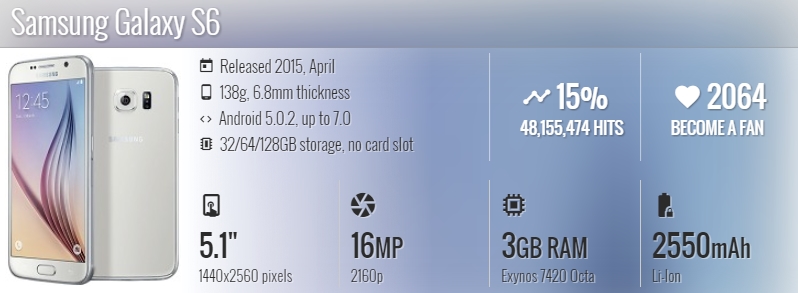 Samsung Galaxy S6
Released 2015, April
138g, 6.8mm thickness
Android 5.0.2, up to 7.0
32/64/128GB storage, no card slot
15%
48,155,474 HITS
2064
BECOME A FAN
12:45
SAMSUNG
5.1"
1440x2560 pixels
16MP
2160p
3GB RAM
Exynos 7420 Octa
2550mAh
Li-Ion